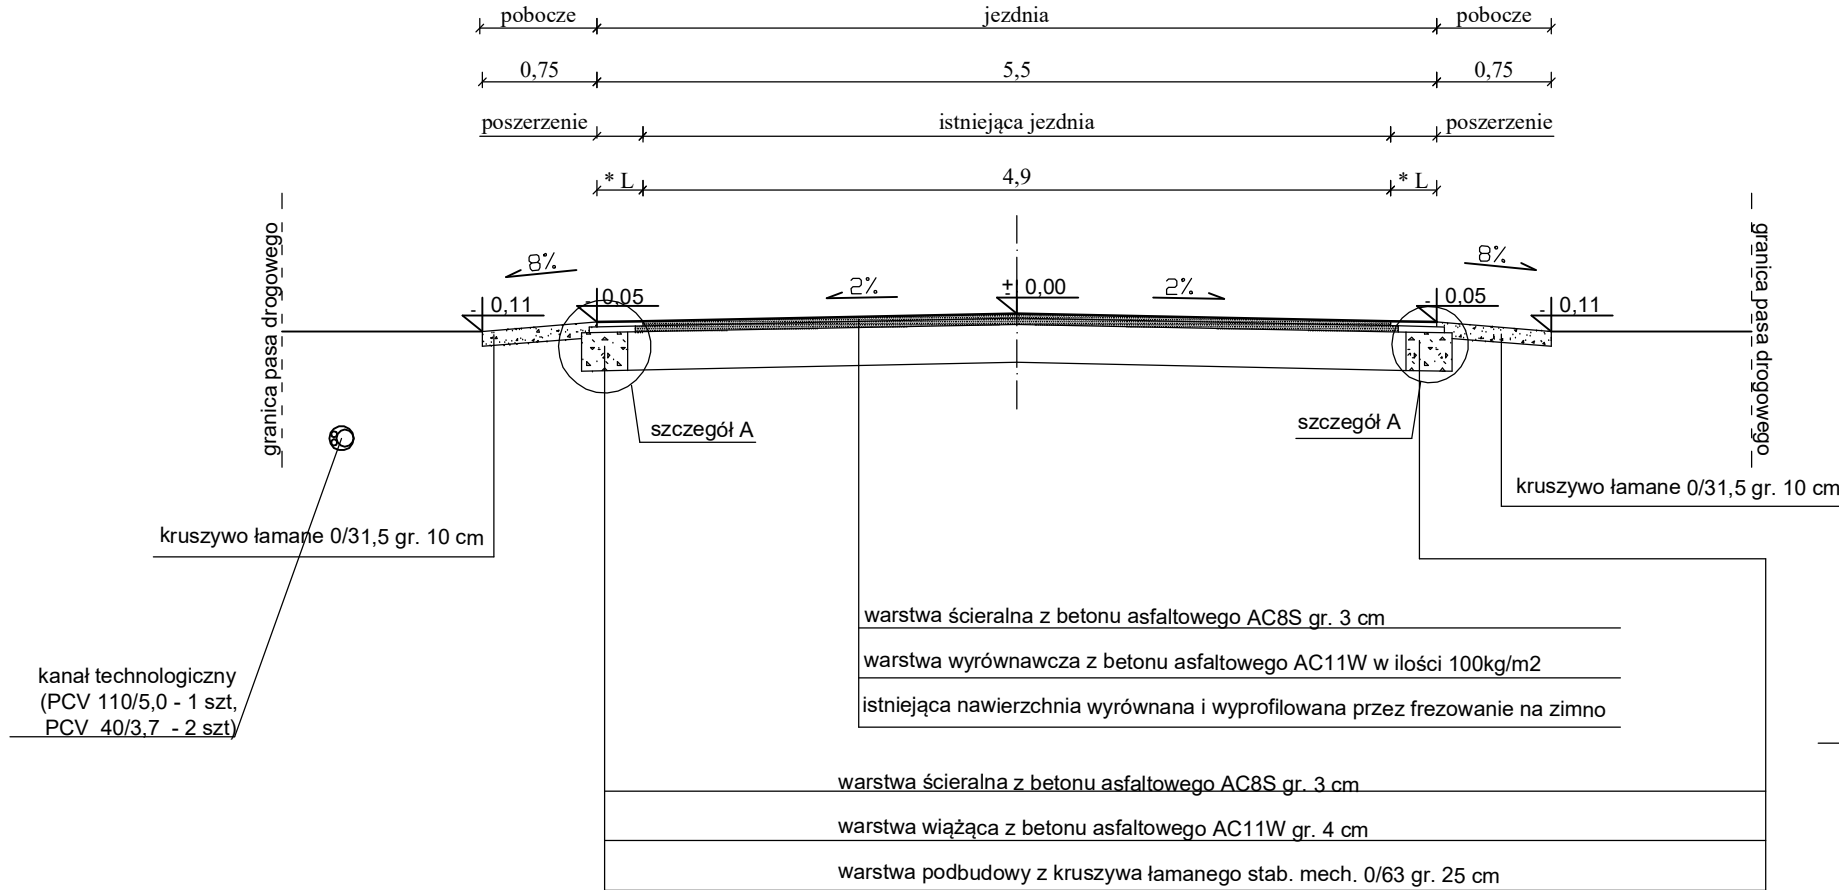 pobocze jezdnia pobocze
0,75 5,5 0,75
poszerzenie istniejąca jezdnia poszerzenie
* L 4,9 * L
granica pasa drogowego
granica pasa drogowego
8% 2% 2% 8%
- 0,11 - 0,05 ± 0,00 - 0,05 - 0,11
szczegół A
szczegół A
kruszywo łamane 0/31,5 gr. 10 cm
kruszywo łamane 0/31,5 gr. 10 cm
warstwa ścieralna z betonu asfaltowego AC8S gr. 3 cm
warstwa wyrównawcza z betonu asfaltowego AC11W w ilości 100kg/m2
istniejąca nawierzchnia wyrównana i wyprofilowana przez frezowanie na zimno
kanał technologiczny
(PCV 110/5,0 - 1 szt,
PCV 40/3,7 - 2 szt)
warstwa ścieralna z betonu asfaltowego AC8S gr. 3 cm
warstwa wiążąca z betonu asfaltowego AC11W gr. 4 cm
warstwa podbudowy z kruszywa łamanego stab. mech. 0/63 gr. 25 cm